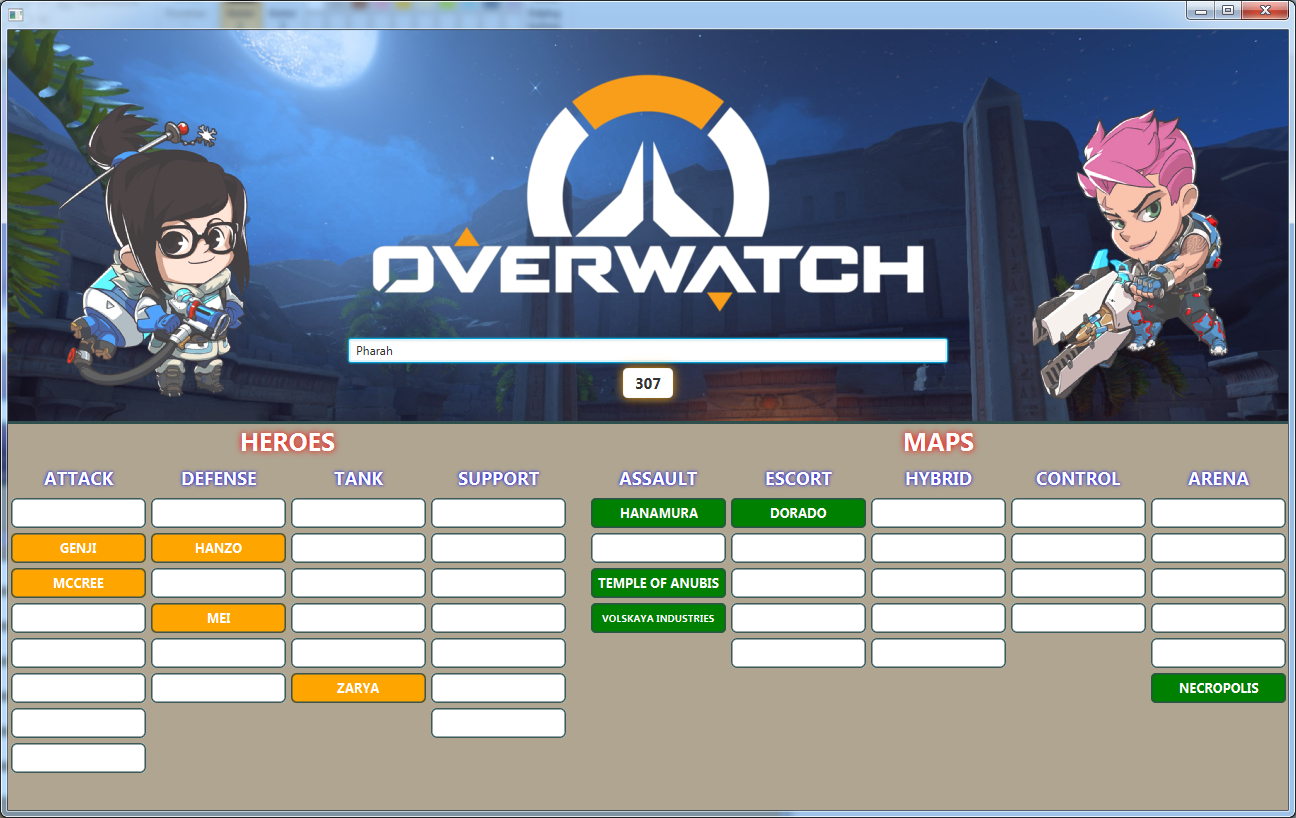 OVERWATCH
Pharah
307
HEROES
MAPS
ATTACK DEFENSE TANK SUPPORT ASSAULT ESCORT HYBRID CONTROL ARENA
HANAMURA DORADO
GENJI HANZO
MCCREE TEMPLE OF ANUBIS
MEI VOLSKAYA INDUSTRIES
ZARYA NECROPOLIS